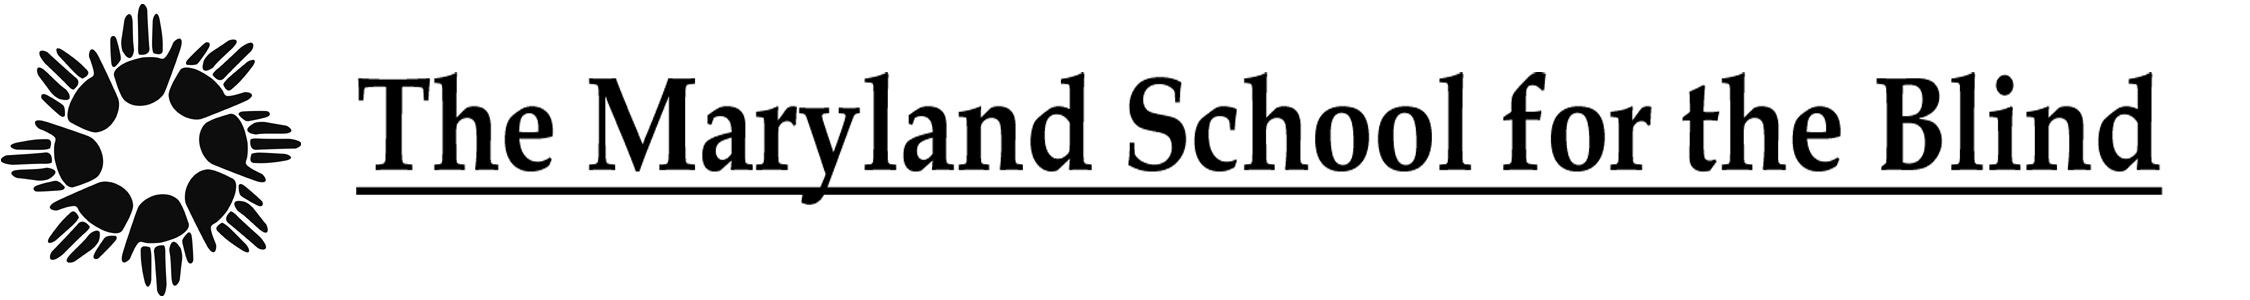 The Maryland School for the Blind